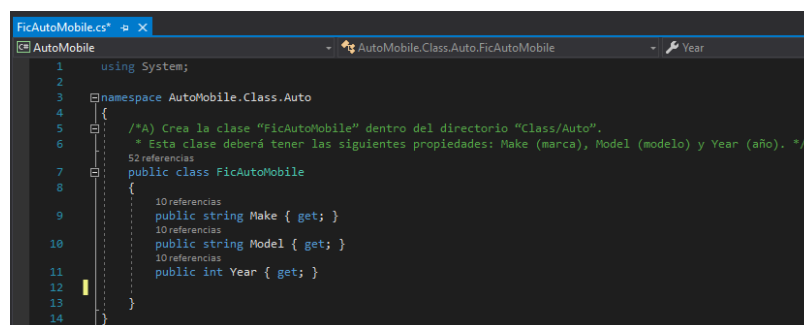 FicAutoMobile.cs*
AutoMobile AutoMobile.Class.Auto.FicAutoMobile Year
1 using System;
2
3 namespace AutoMobile.Class.Auto
4 {
5 /*A) Crea la clase “FicAutoMobile” dentro del directorio “Class/Auto”.
6 * Esta clase deberá tener las siguientes propiedades: Make (marca), Model (modelo) y Year (año). */
52 referencias
7 public class FicAutoMobile
8 {
10 referencias
9 public string Make { get; }
10 referencias
10 public string Model { get; }
10 referencias
11 public int Year { get; }
12
13 }
14 }